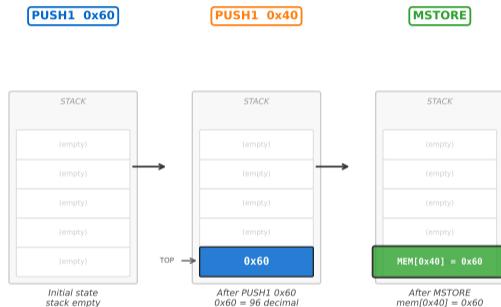 PUSH1 0x60
PUSH1 0x40
MSTORE
STACK
STACK
STACK
(empty)
(empty)
(empty)
(empty)
(empty)
(empty)
(empty)
(empty)
(empty)
(empty)
(empty)
(empty)
(empty)
TOP
0x60
MEM[0x40] = 0x60
Initial state
stack empty
After PUSH1 0x60
0x60 = 96 decimal
After MSTORE
mem[0x40] = 0x60